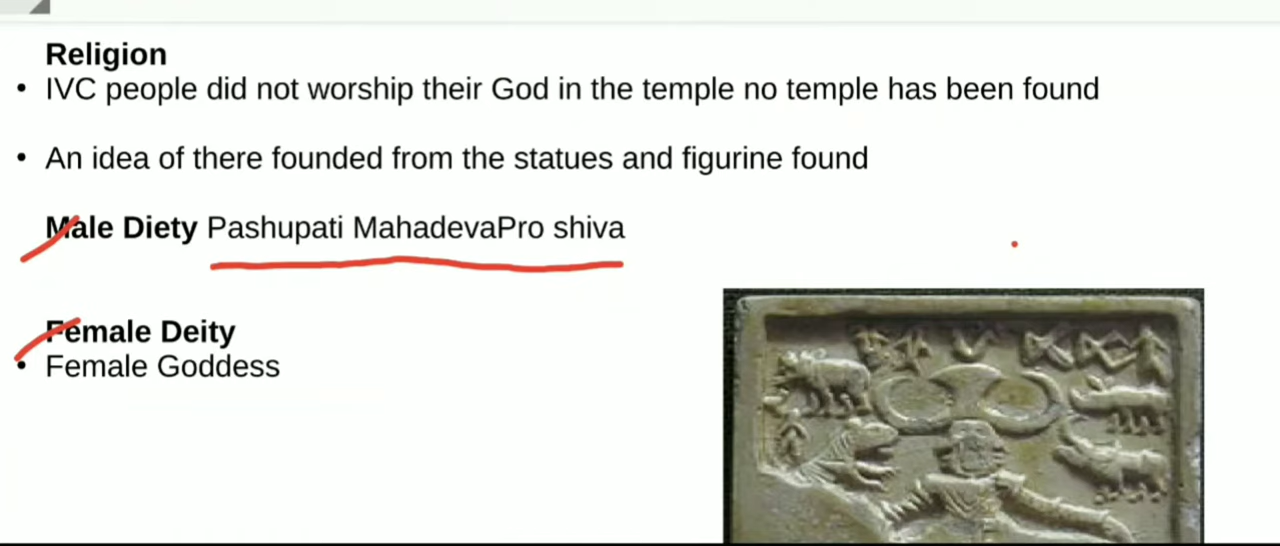 Religion
• IVC people did not worship their God in the temple no temple has been found
• An idea of there founded from the statues and figurine found
Male Diety Pashupati MahadevaPro shiva
Female Deity
• Female Goddess